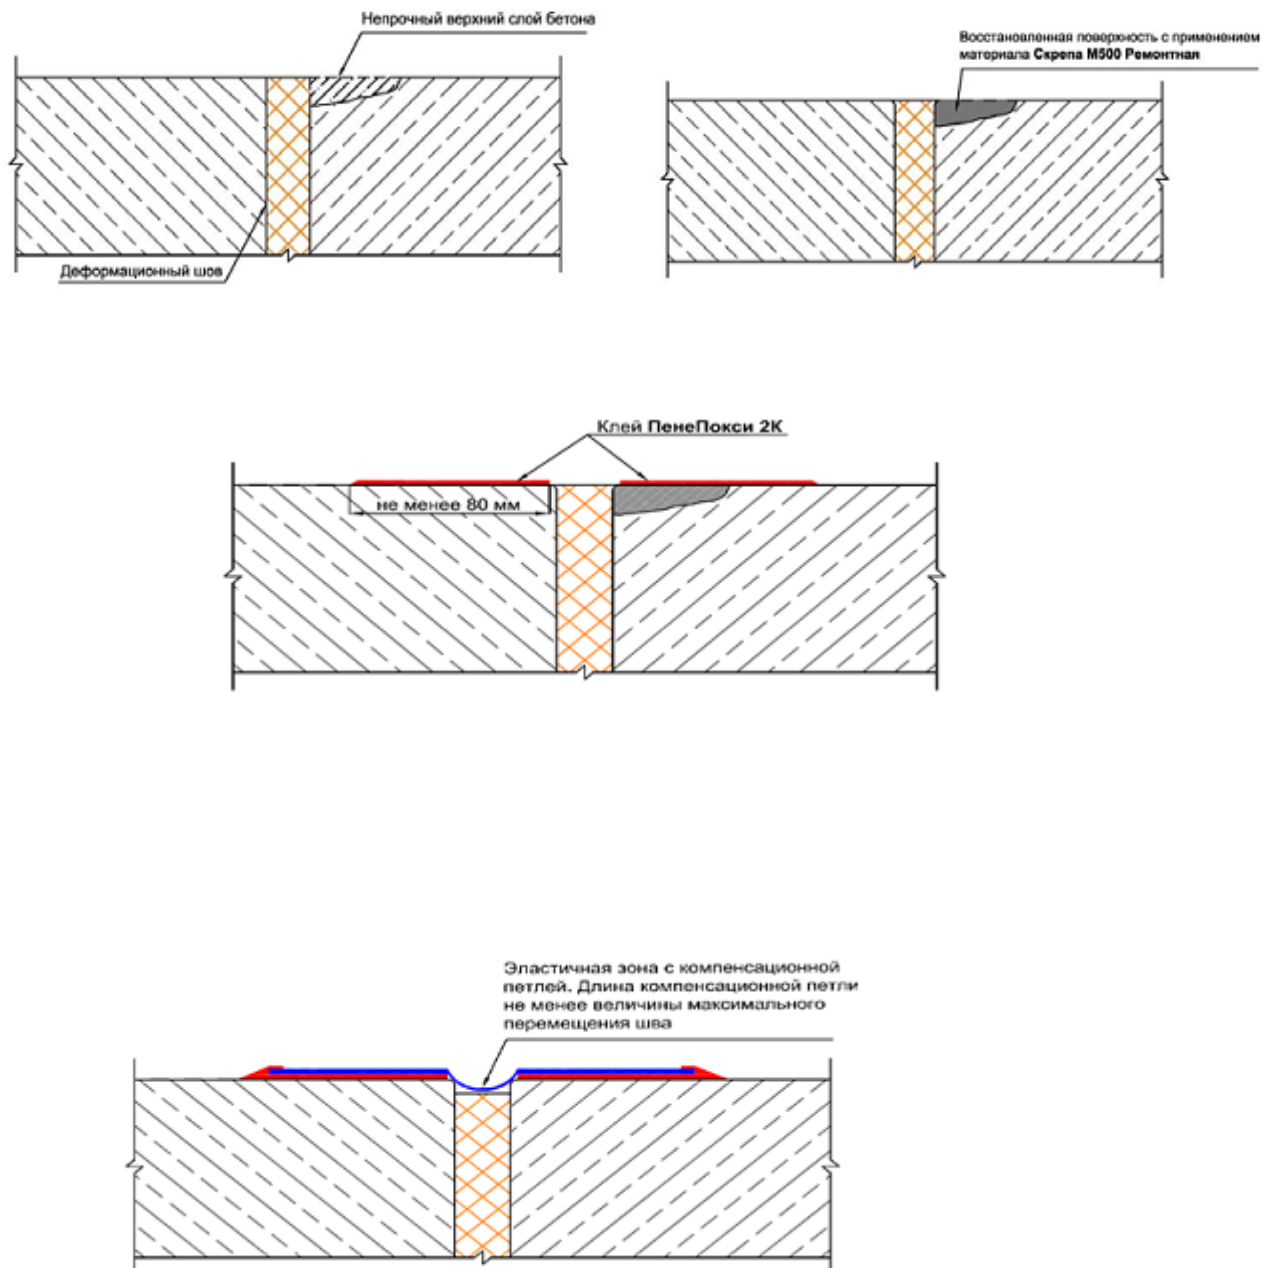 Непрочный верхний слой бетона
Деформационный шов
Восстановленная поверхность с применением
материала Скрепа М500 Ремонтная
Клей ПенеПокси 2К
не менее 80 мм
Эластичная зона с компенсационной
петлей. Длина компенсационной петли
не менее величины максимального
перемещения шва